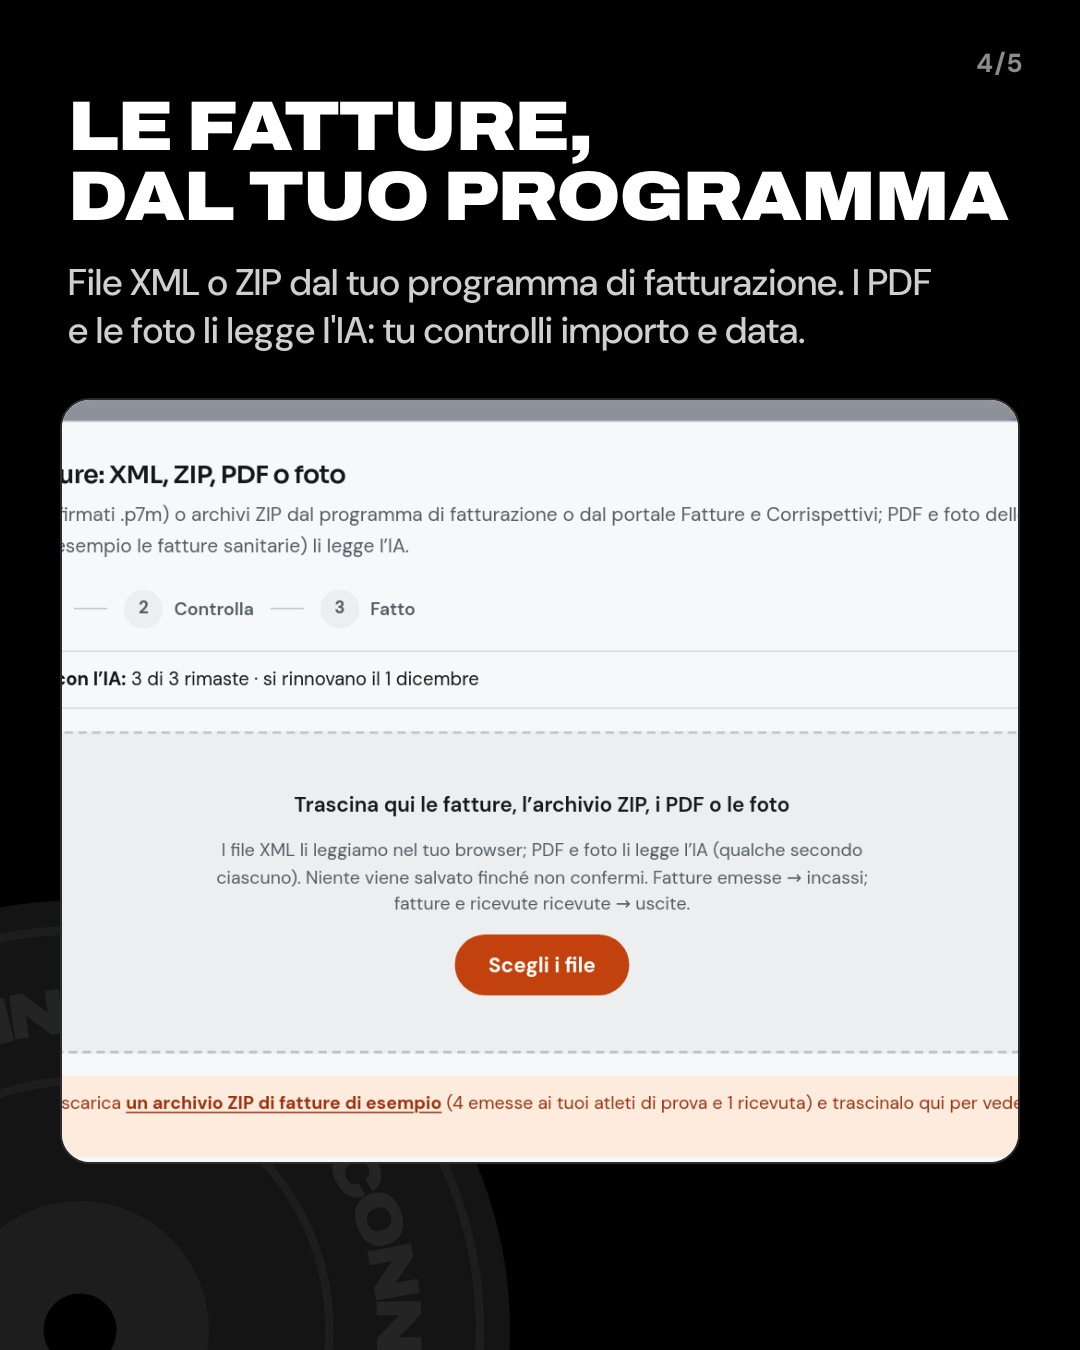 4/5
LE FATTURE,
DAL TUO PROGRAMMA
File XML o ZIP dal tuo programma di fatturazione. I PDF
e le foto li legge l'IA: tu controlli importo e data.
ure: XML, ZIP, PDF o foto
firmati .p7m) o archivi ZIP dal programma di fatturazione o dal portale Fatture e Corrispettivi; PDF e foto dell
esempio le fatture sanitarie) li legge l’IA.
2 Controlla 3 Fatto
con l’IA: 3 di 3 rimaste · si rinnovano il 1 dicembre
Trascina qui le fatture, l’archivio ZIP, i PDF o le foto
I file XML li leggiamo nel tuo browser; PDF e foto li legge l’IA (qualche secondo
ciascuno). Niente viene salvato finché non confermi. Fatture emesse → incassi;
fatture e ricevute ricevute → uscite.
Scegli i file
scarica un archivio ZIP di fatture di esempio (4 emesse ai tuoi atleti di prova e 1 ricevuta) e trascinalo qui per vede
IN
CONN